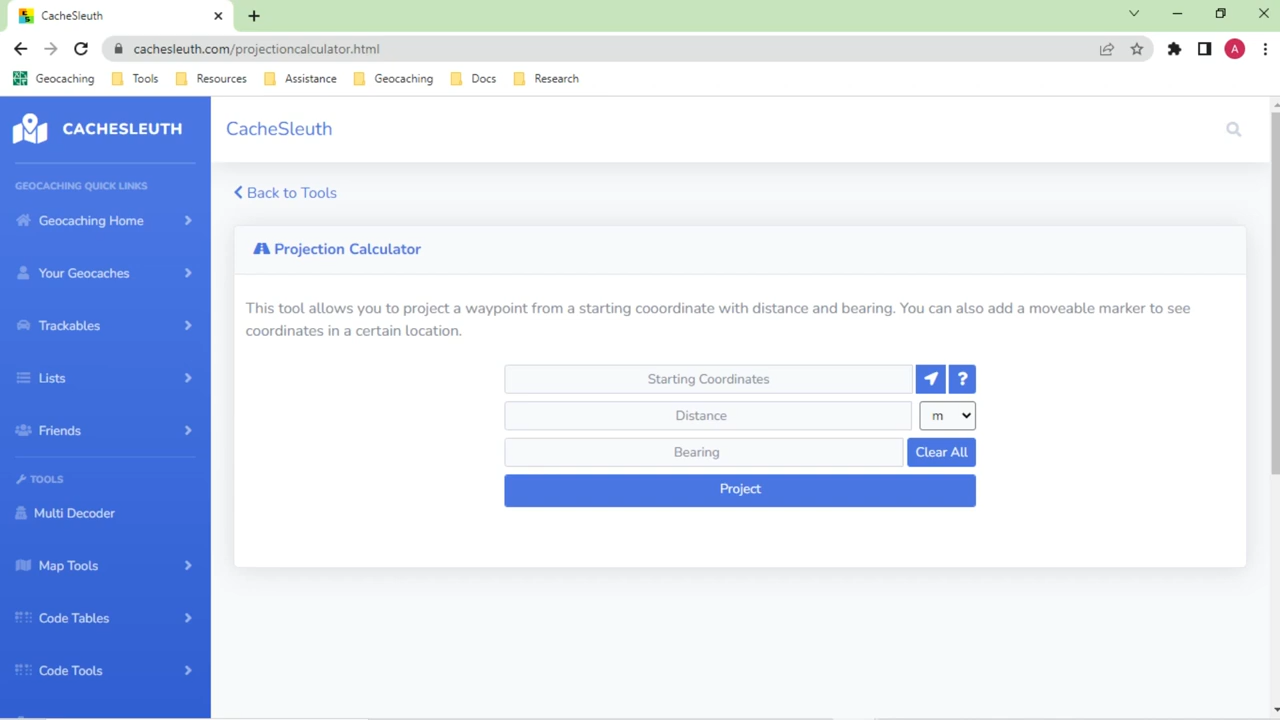 CacheSleuth
cachesleuth.com/projectioncalculator.html
A
Geocaching
Tools
Resources
Assistance
Geocaching
Docs
Research
CACHESLEUTH
GEOCACHING QUICK LINKS
Geocaching Home
Your Geocaches
Trackables
Lists
Friends
TOOLS
Multi Decoder
Map Tools
Code Tables
Code Tools
CacheSleuth
Back to Tools
Projection Calculator
This tool allows you to project a waypoint from a starting cooordinate with distance and bearing. You can also add a moveable marker to see
coordinates in a certain location.
Starting Coordinates
?
Distance
m
Bearing
Clear All
Project